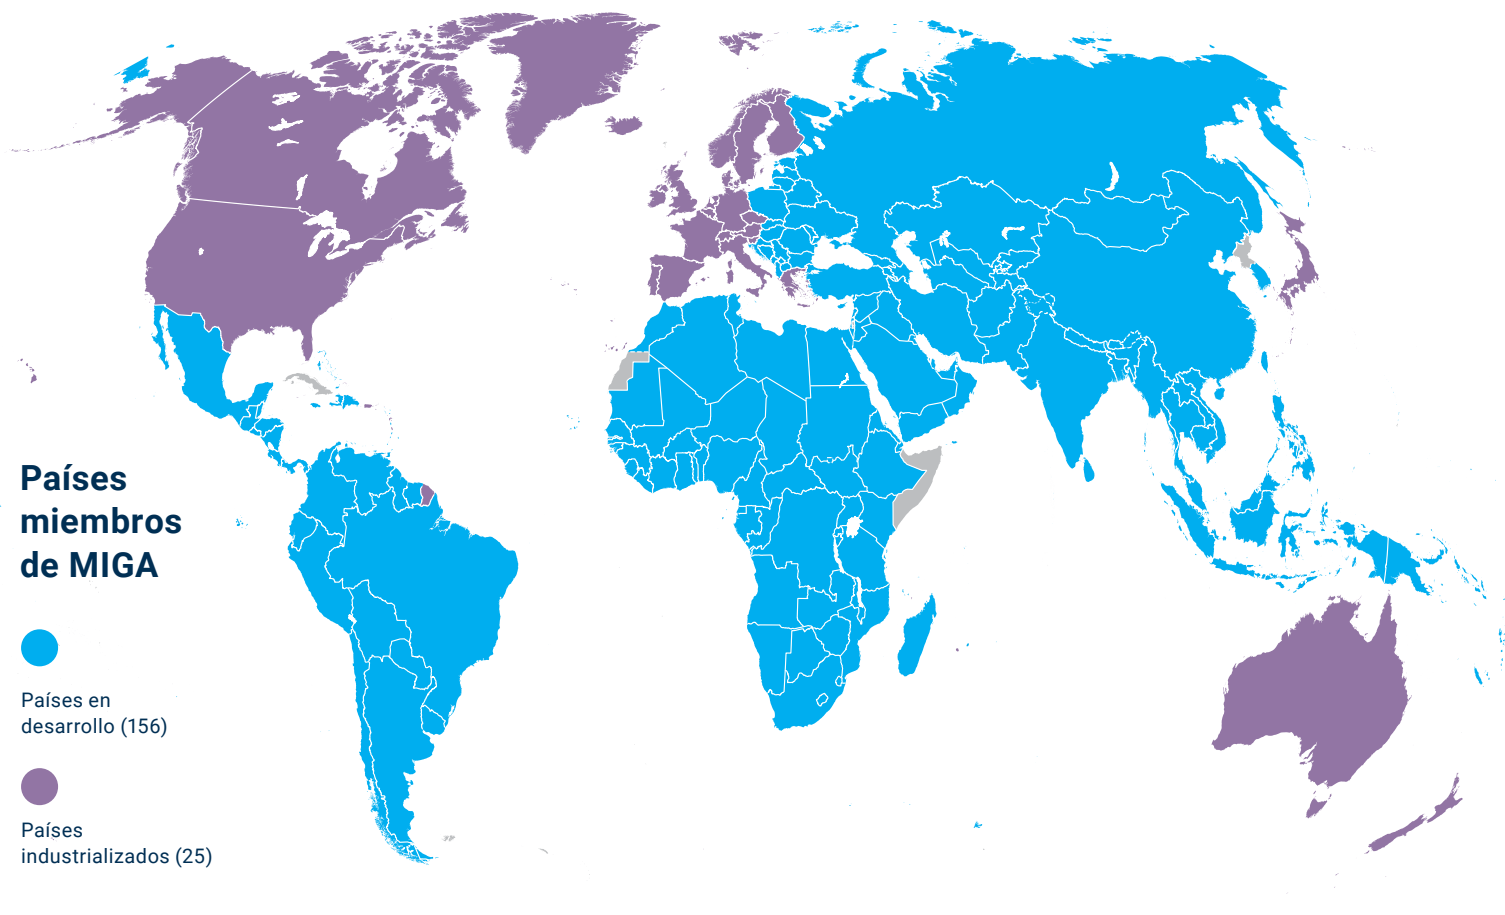 Países
miembros
de MIGA
Países en
desarrollo (156)
Países
industrializados (25)